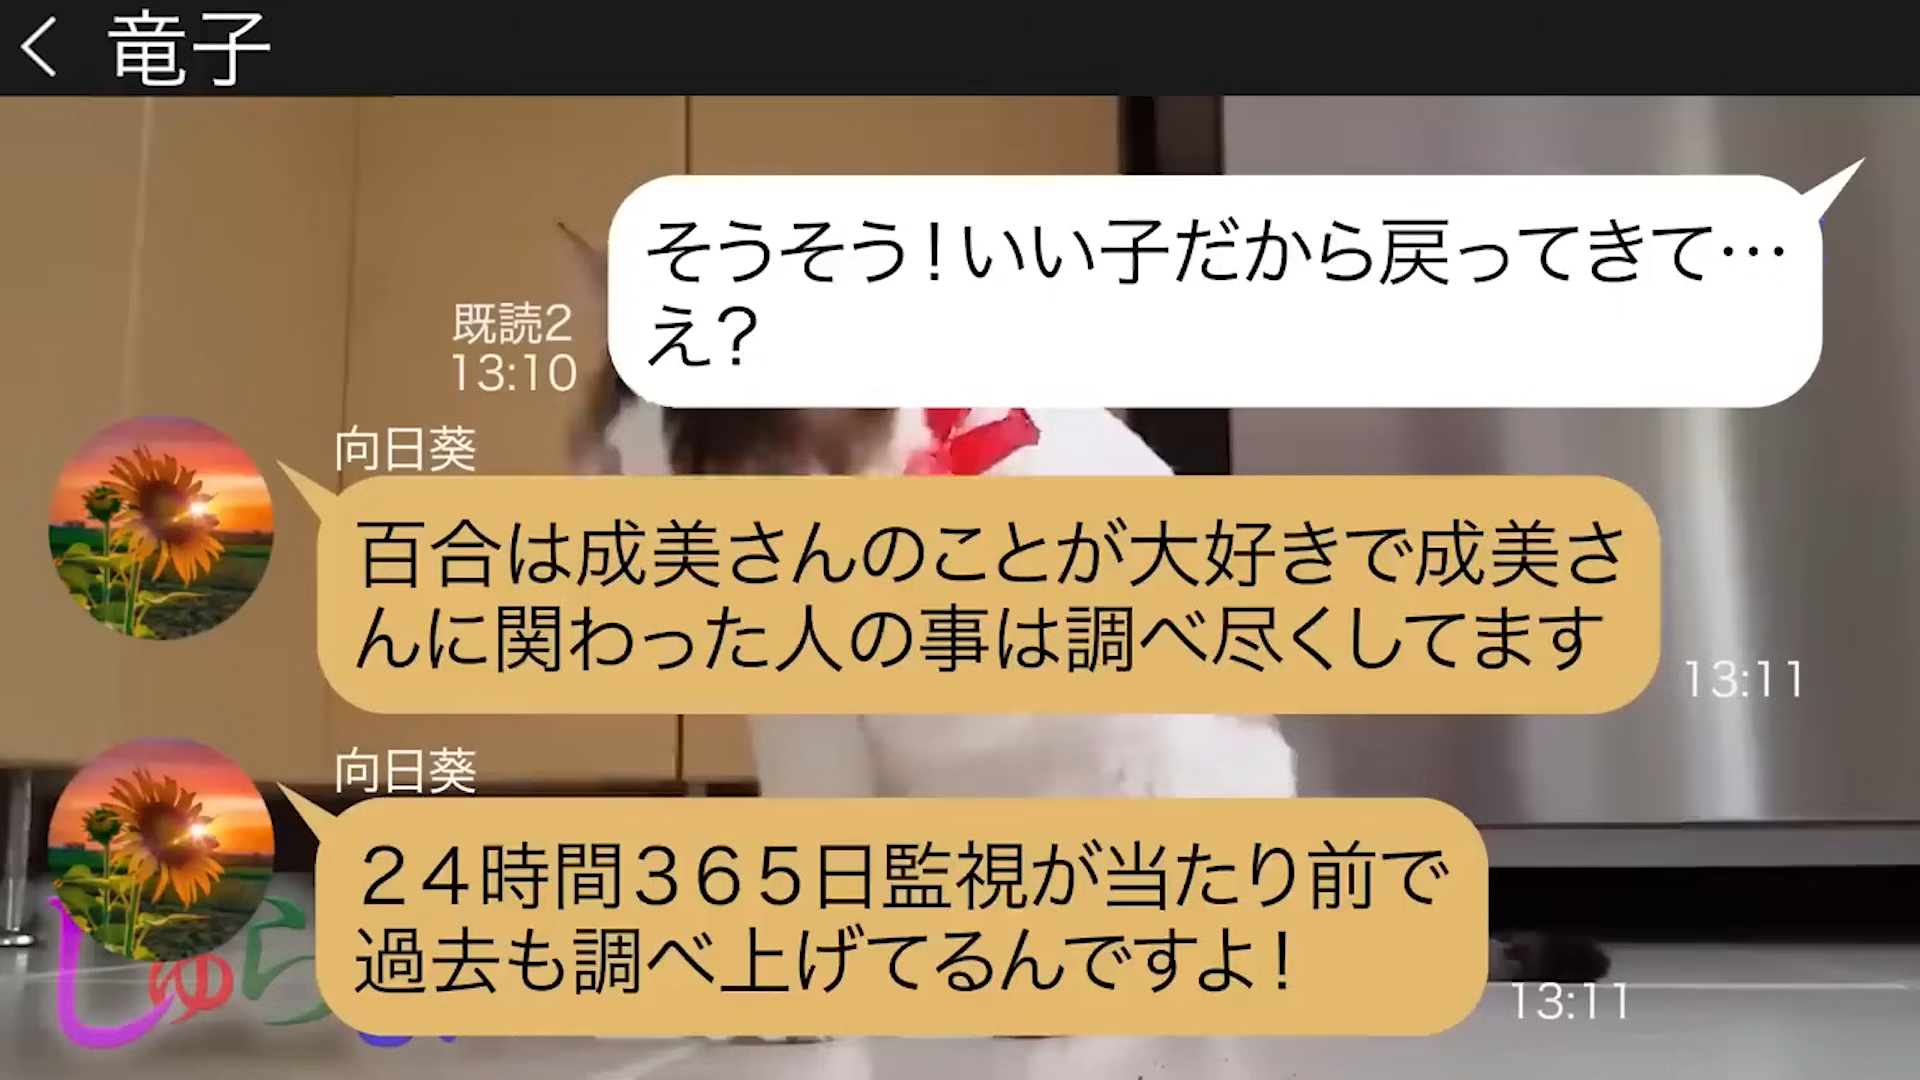 竜子
そうそう！いい子だから戻ってきて…
え？
既読2
13:10
向日葵
百合は成美さんのことが大好きで成美さ
んに関わった人の事は調べ尽くしてます
13:11
向日葵
２４時間３６５日監視が当たり前で
過去も調べ上げてるんですよ！
13:11
しゅら